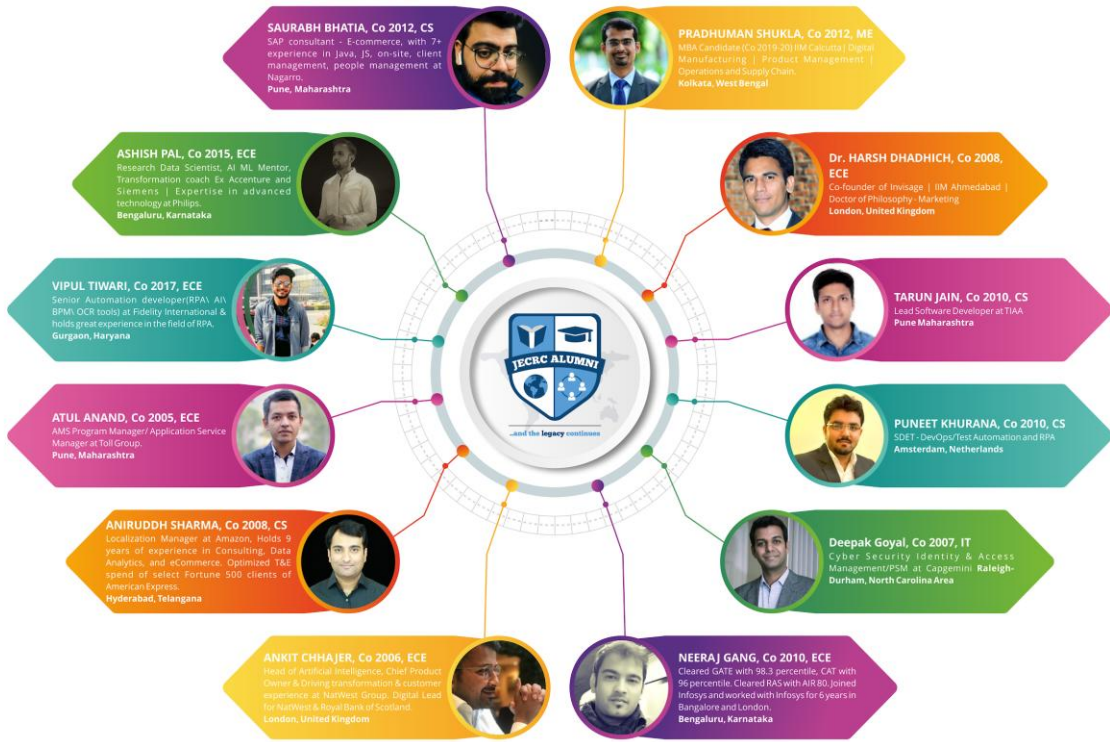 SAURABH BHATIA, Co 2012, CS
SAP consultant - E-commerce, with 7+
experience in Java, JS, on-site, client
management, people management at
Nagarro.
Pune, Maharashtra
PRADHUMAN SHUKLA, Co 2012, ME
MBA Candidate (Co 2019-20) IIM Calcutta| Digital
Manufacturing | Product Management |
Operations and Supply Chain.
Kolkata, West Bengal
ASHISH PAL, Co 2015, ECE
Research Data Scientist, AI ML Mentor,
Transformation coach Ex Accenture and
Siemens | Expertise in advanced
technology at Philips.
Bengaluru, Karnataka
Dr. HARSH DHADHICH, Co 2008,
ECE
Co-founder of Invisage | IIM Ahmedabad |
Doctor of Philosophy - Marketing
London, United Kingdom
VIPUL TIWARI, Co 2017, ECE
Senior Automation developer(RPA\ AI\
BPM\ OCR tools) at Fidelity International &
holds great experience in the field of RPA.
Gurgaon, Haryana
TARUN JAIN, Co 2010, CS
Lead Software Developer at TIAA
Pune Maharashtra
JECRC ALUMNI
...and the legacy continues
ATUL ANAND, Co 2005, ECE
AMS Program Manager/ Application Service
Manager at Toll Group.
Pune, Maharashtra
PUNEET KHURANA, Co 2010, CS
SDET - DevOps/Test Automation and RPA
Amsterdam, Netherlands
ANIRUDDH SHARMA, Co 2008, CS
Localization Manager at Amazon, Holds 9
years of experience in Consulting, Data
Analytics, and eCommerce. Optimized T&E
spend of select Fortune 500 clients of
American Express.
Hyderabad, Telangana
Deepak Goyal, Co 2007, IT
Cyber Security Identity & Access
Management/PSM at Capgemini Raleigh-
Durham, North Carolina Area
ANKIT CHHAJER, Co 2006, ECE
Head of Artificial Intelligence, Chief Product
Owner & Driving transformation & customer
experience at NatWest Group. Digital Lead
for NatWest & Royal Bank of Scotland.
London, United Kingdom
NEERAJ GANG, Co 2010, ECE
Cleared GATE with 98.3 percentile, CAT with
96 percentile. Cleared RAS with AIR 80. Joined
Infosys and worked with Infosys for 6 years in
Bangalore and London.
Bengaluru, Karnataka